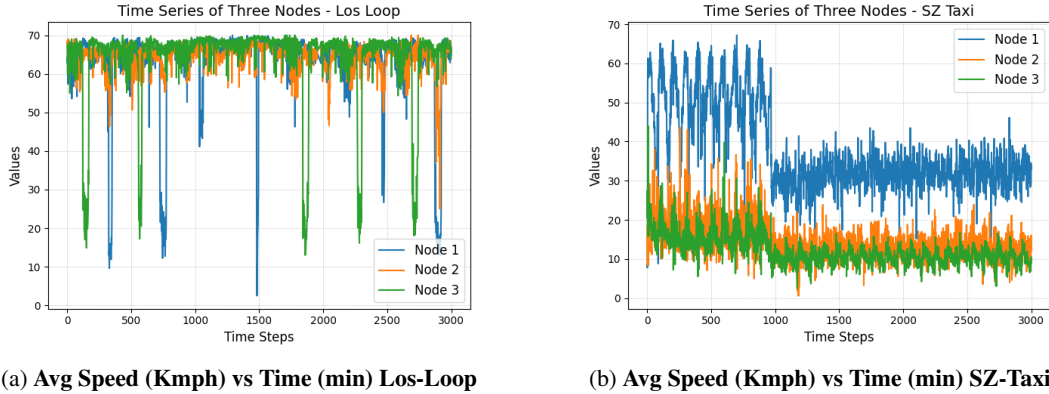 Time Series of Three Nodes - Los Loop
70
60
50
40
30
20
10
0
Values
0 500 1000 1500 2000 2500 3000
Time Steps
Node 1
Node 2
Node 3
(a) Avg Speed (Kmph) vs Time (min) Los-Loop
Time Series of Three Nodes - SZ Taxi
70
60
50
40
30
20
10
0
Values
0 500 1000 1500 2000 2500 3000
Time Steps
Node 1
Node 2
Node 3
(b) Avg Speed (Kmph) vs Time (min) SZ-Taxi